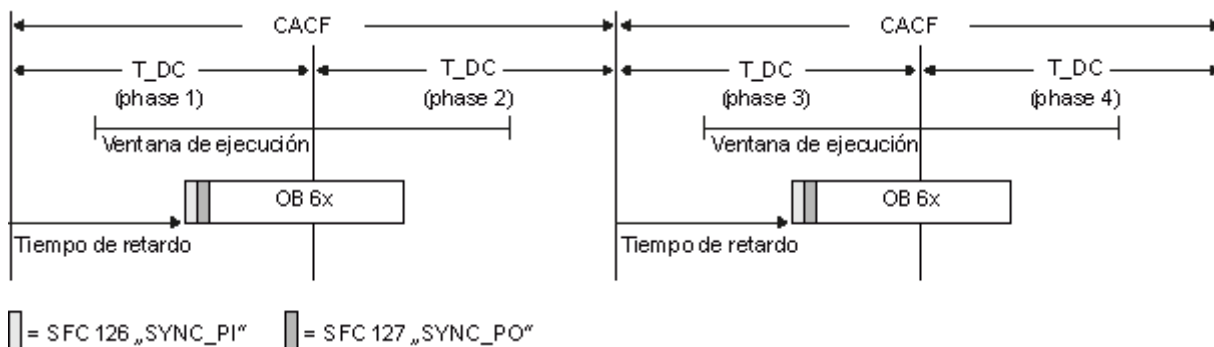 CACF CACF
T_DC T_DC T_DC T_DC
(phase 1) (phase 2) (phase 3) (phase 4)
Ventana de ejecución Ventana de ejecución
OB 6x OB 6x
Tiempo de retardo Tiempo de retardo
= SFC 126 „SYNC_PI“ = SFC 127 „SYNC_PO“